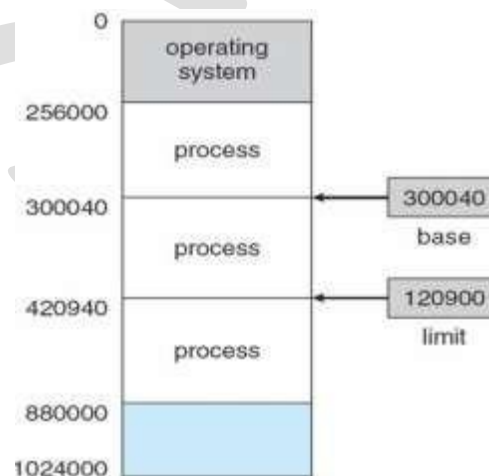 0
operating
system
256000
process
300040
300040
base
process
420940
120900
limit
process
880000
1024000